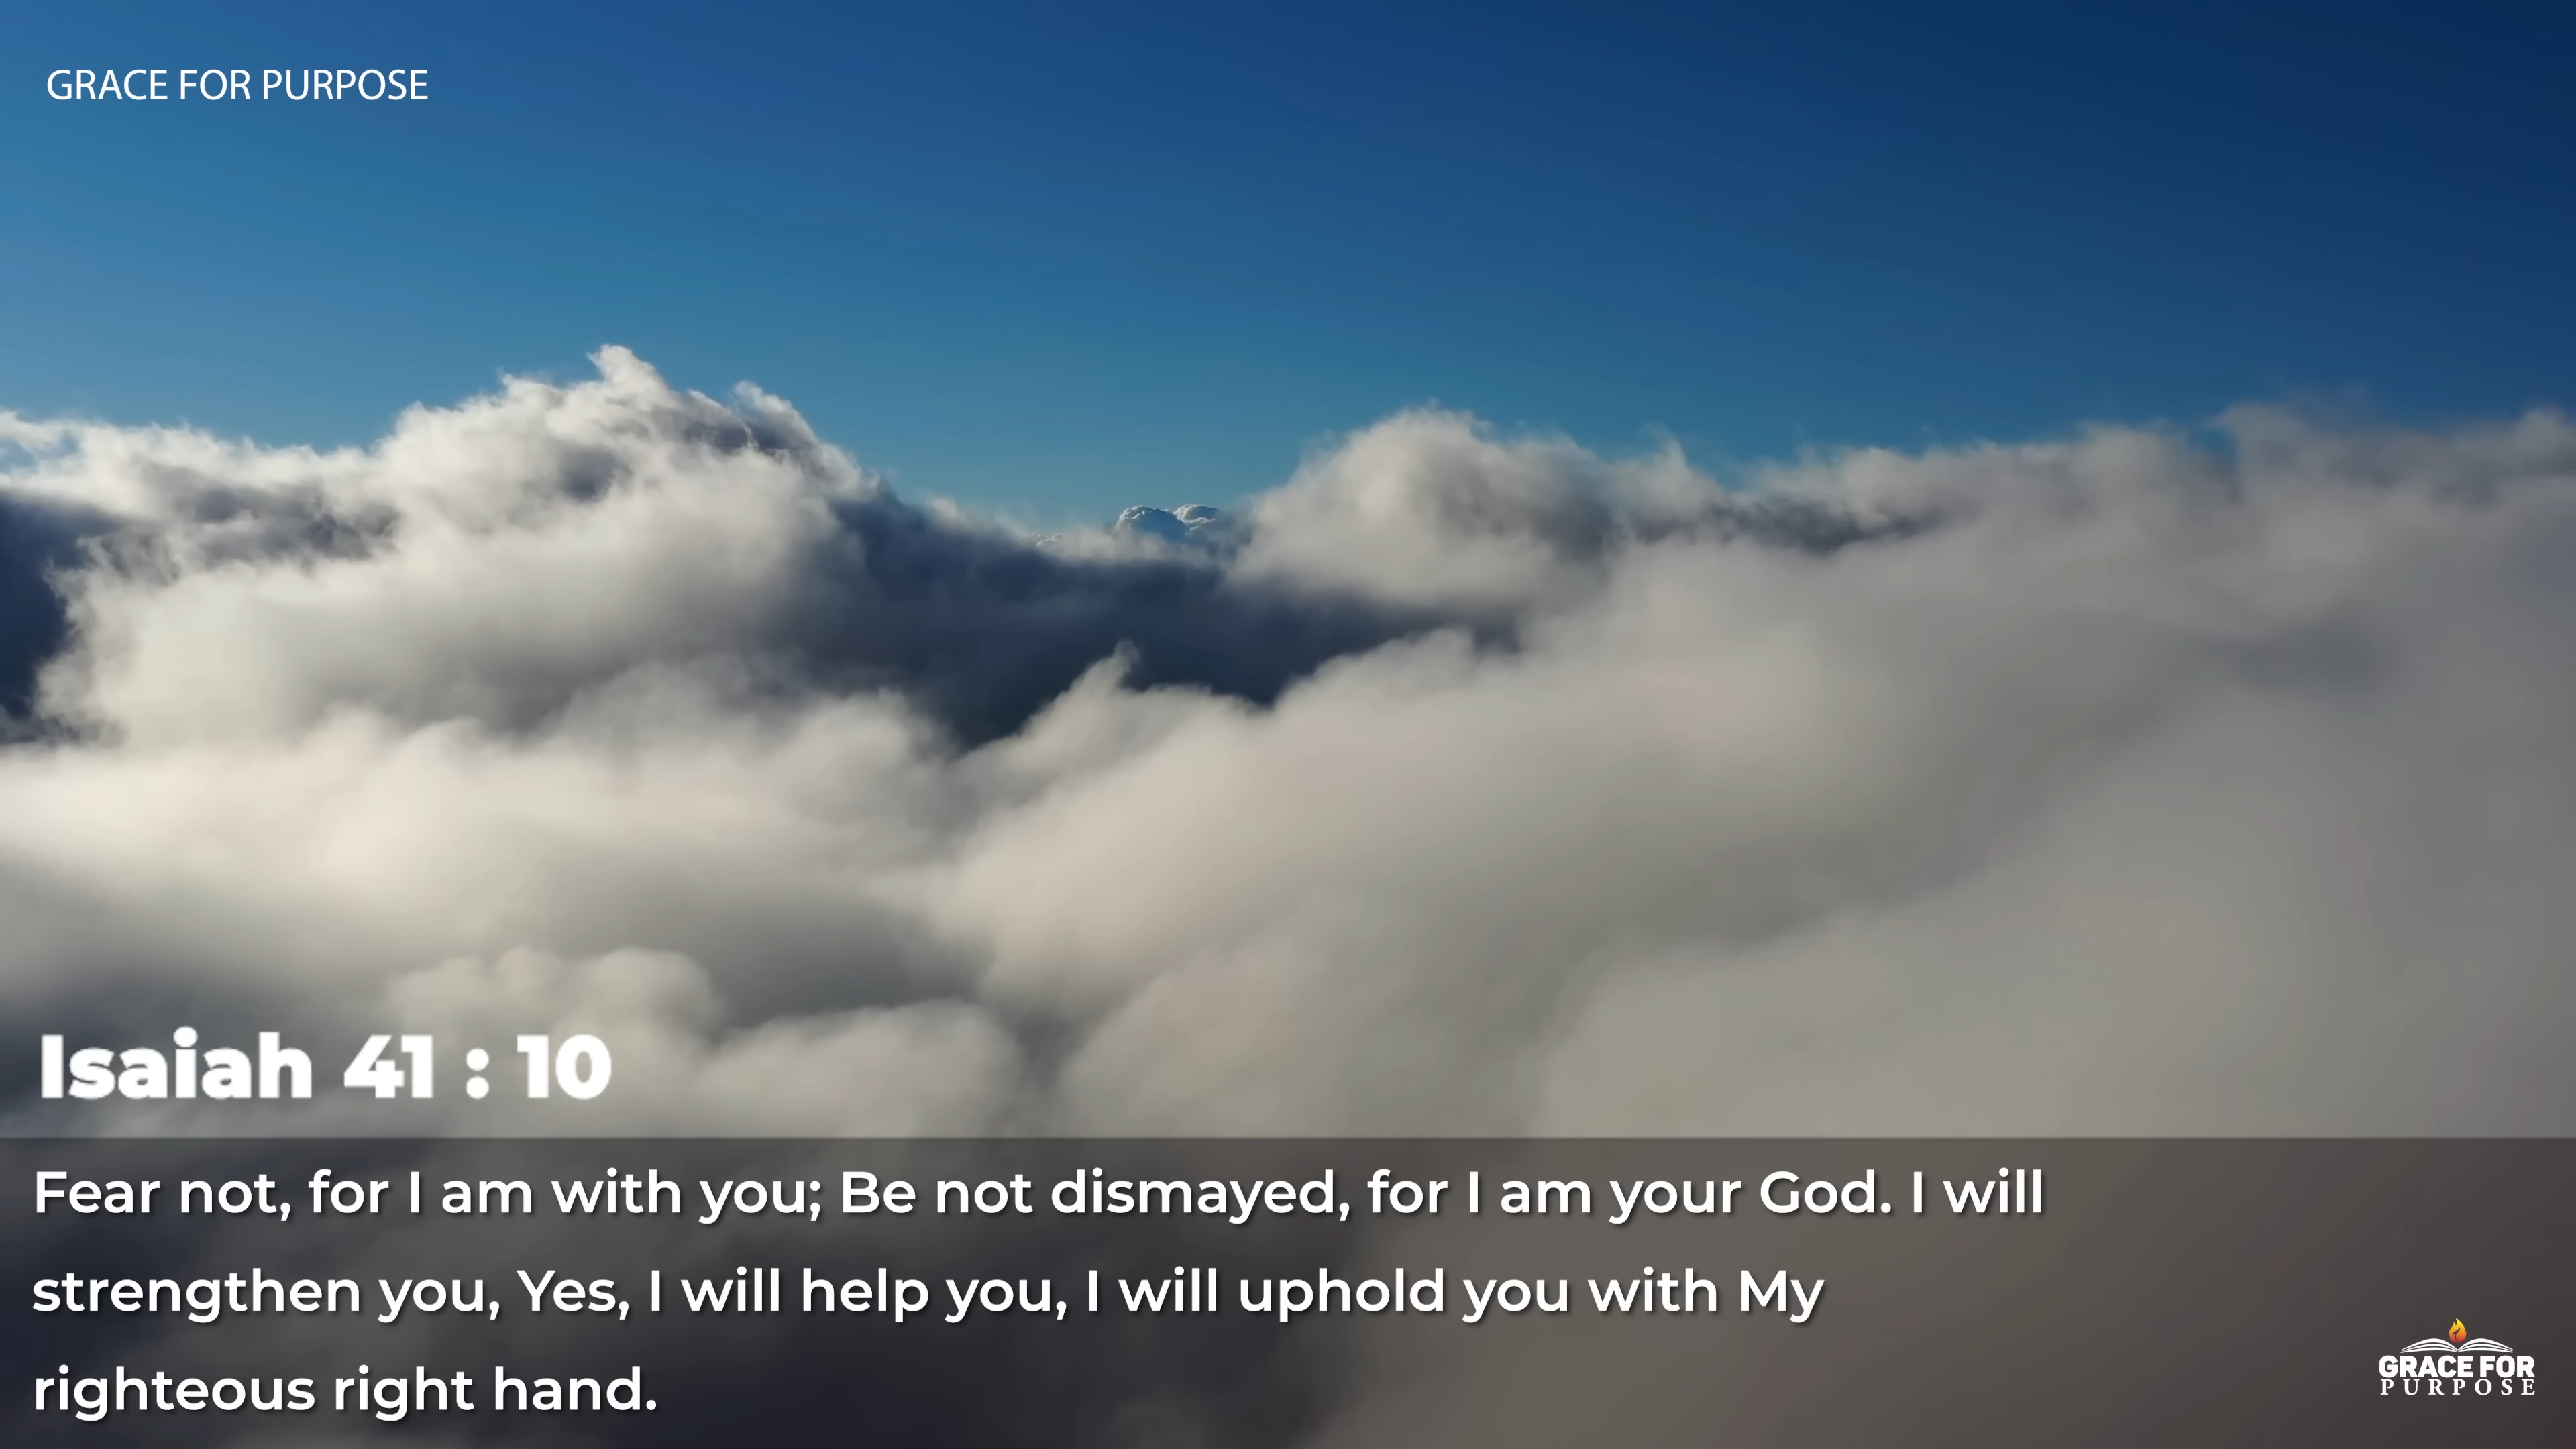 GRACE FOR PURPOSE
Isaiah 41 : 10
Fear not, for I am with you; Be not dismayed, for I am your God. I will
strengthen you, Yes, I will help you, I will uphold you with My
righteous right hand.
GRACE FOR
PURPOSE